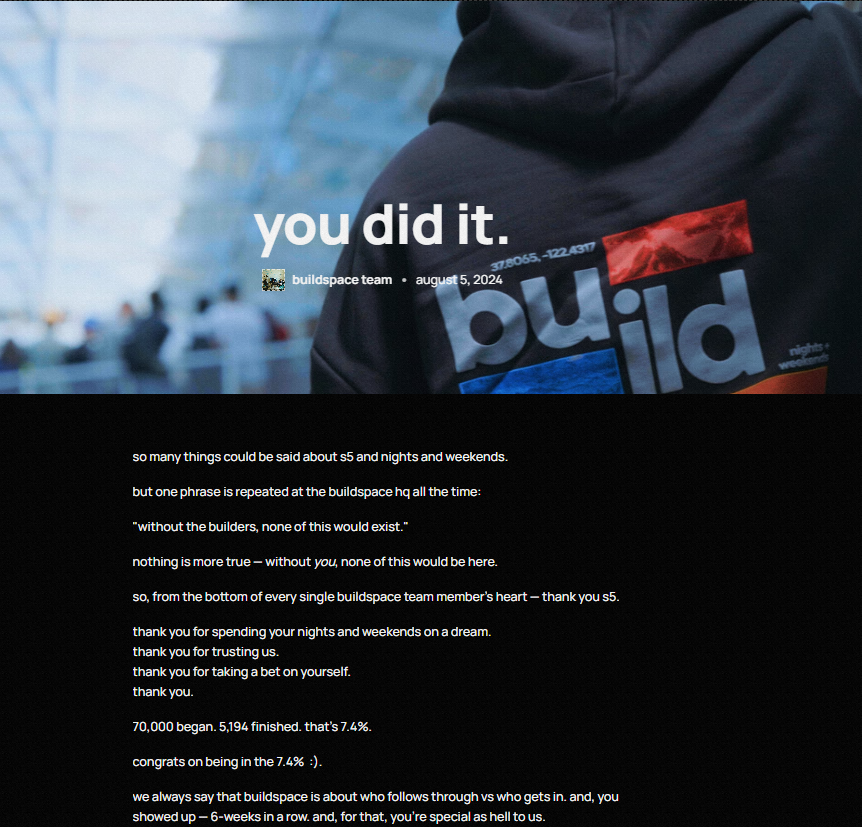 you did it.
buildspace team • august 5, 2024
37.8065, -122.4317
bu
ild
nights +
weekends
so many things could be said about s5 and nights and weekends.
but one phrase is repeated at the buildspace hq all the time:
"without the builders, none of this would exist."
nothing is more true — without you, none of this would be here.
so, from the bottom of every single buildspace team member's heart — thank you s5.
thank you for spending your nights and weekends on a dream.
thank you for trusting us.
thank you for taking a bet on yourself.
thank you.
70,000 began. 5,194 finished. that's 7.4%.
congrats on being in the 7.4% :).
we always say that buildspace is about who follows through vs who gets in. and, you
showed up — 6-weeks in a row. and, for that, you're special as hell to us.